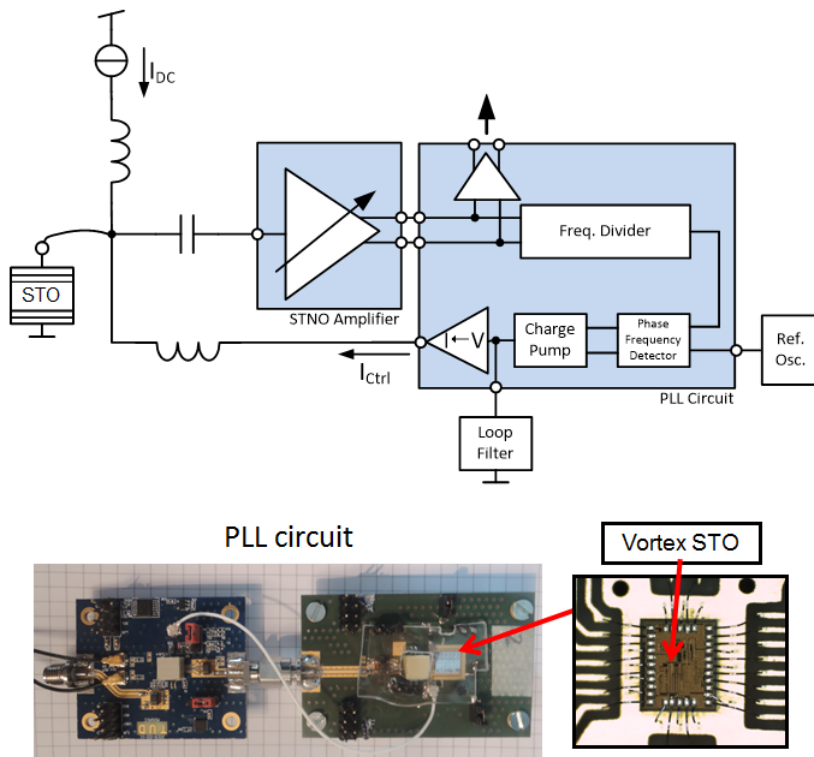 I_DC
STO
STNO Amplifier
Freq. Divider
I←V
Charge
Pump
Phase
Frequency
Detector
Ref.
Osc.
I_Ctrl
PLL Circuit
Loop
Filter
PLL circuit
Vortex STO